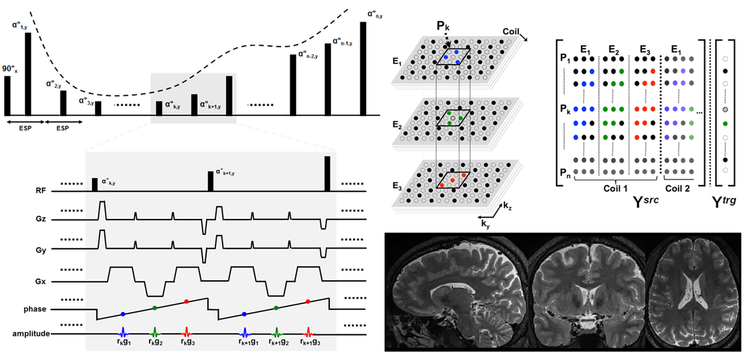 α°1,y
α°n,y
α°n-1,y
α°n-2,y
90°x
α°2,y
α°3,y
α°k,y
α°k+1,y
ESP
ESP
RF
α°k,y
α°k+1,y
Gz
Gy
Gx
phase
amplitude
rkg1
rkg2
rkg3
rk+1g1
rk+1g2
rk+1g3
Pk
Coil
E1
E2
E3
kz
ky
E1 E2 E3 E1
P1
Pk
...
Pn
Coil 1 Coil 2
Ysrc Ytrg